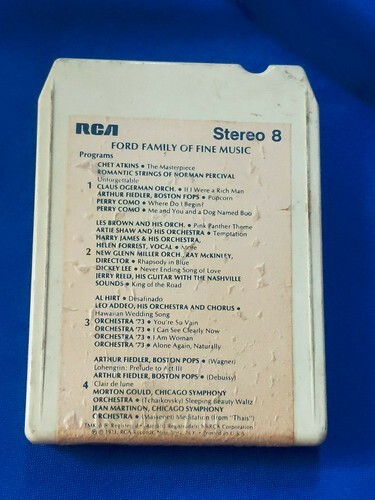 RCA Stereo 8
FORD FAMILY OF FINE MUSIC
Programs
CHET ATKINS • The Masterpiece
ROMANTIC STRINGS OF NORMAN PERCIVAL
Unforgettable
1 CLAUS OGERMAN ORCH. • If I Were a Rich Man
ARTHUR FIEDLER, BOSTON POPS • Popcorn
PERRY COMO • Where Do I Begin?
PERRY COMO • Me and You and a Dog Named Boo
LES BROWN AND HIS ORCH. • Pink Panther Theme
ARTIE SHAW AND HIS ORCHESTRA • Temptation
HARRY JAMES & HIS ORCHESTRA,
HELEN FORREST, VOCAL • More
2 NEW GLENN MILLER ORCH., RAY McKINLEY,
DIRECTOR • Rhapsody in Blue
DICKEY LEE • Never Ending Song of Love
JERRY REED, HIS GUITAR WITH THE NASHVILLE
SOUNDS • King of the Road
AL HIRT • Desafinado
LEO ADDEO, HIS ORCHESTRA AND CHORUS •
Hawaiian Wedding Song
3 ORCHESTRA '73 • You're So Vain
ORCHESTRA '73 • I Can See Clearly Now
ORCHESTRA '73 • I Am Woman
ORCHESTRA '73 • Alone Again, Naturally
ARTHUR FIEDLER, BOSTON POPS • (Wagner)
Lohengrin: Prelude to Act III
ARTHUR FIEDLER, BOSTON POPS • (Debussy)
4 Clair de lune
MORTON GOULD, CHICAGO SYMPHONY
ORCHESTRA • (Tchaikovsky) Sleeping Beauty Waltz
JEAN MARTINON, CHICAGO SYMPHONY
ORCHESTRA • (Massenet) Meditation (from "Thais")
RCA Corporation
RCA New York, N.Y. • Printed in U.S.A.